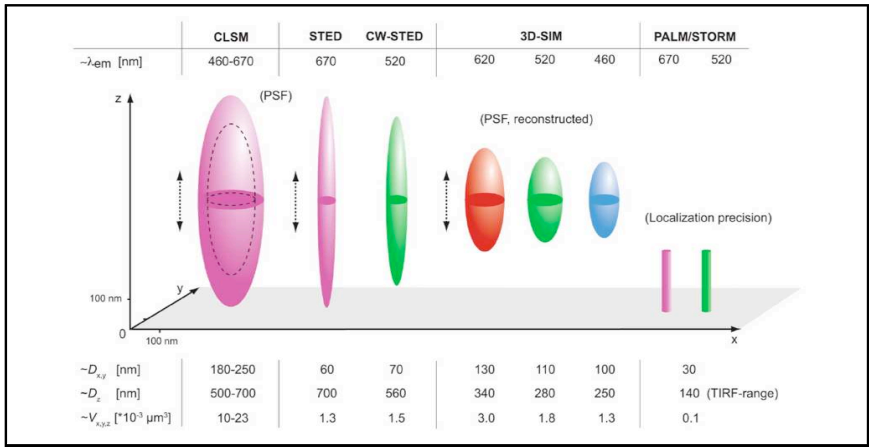 CLSM STED CW-STED 3D-SIM PALM/STORM
~λem [nm] 460-670 670 520 620 520 460 670 520
z
(PSF)
(PSF, reconstructed)
(Localization precision)
y
100 nm
0
100 nm
x
~Dx,y [nm] 180-250 60 70 130 110 100 30
~Dz [nm] 500-700 700 560 340 280 250 140 (TIRF-range)
~Vx,y,z [*10⁻³ μm³] 10-23 1.3 1.5 3.0 1.8 1.3 0.1